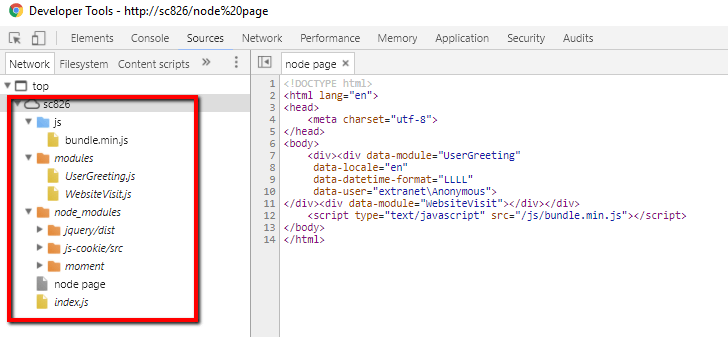 Developer Tools - http://sc826/node%20page
Elements Console Sources Network Performance Memory Application Security Audits
Network Filesystem Content scripts »
top
sc826
js
bundle.min.js
modules
UserGreeting.js
WebsiteVisit.js
node_modules
jquery/dist
js-cookie/src
moment
node page
index.js
node page ×
1 <!DOCTYPE html>
2 <html lang="en">
3 <head>
4 <meta charset="utf-8">
5 </head>
6 <body>
7 <div><div data-module="UserGreeting"
8 data-locale="en"
9 data-datetime-format="LLLL"
10 data-user="extranet\Anonymous">
11 </div><div data-module="WebsiteVisit"></div></div>
12 <script type="text/javascript" src="/js/bundle.min.js"></script>
13 </body>
14 </html>